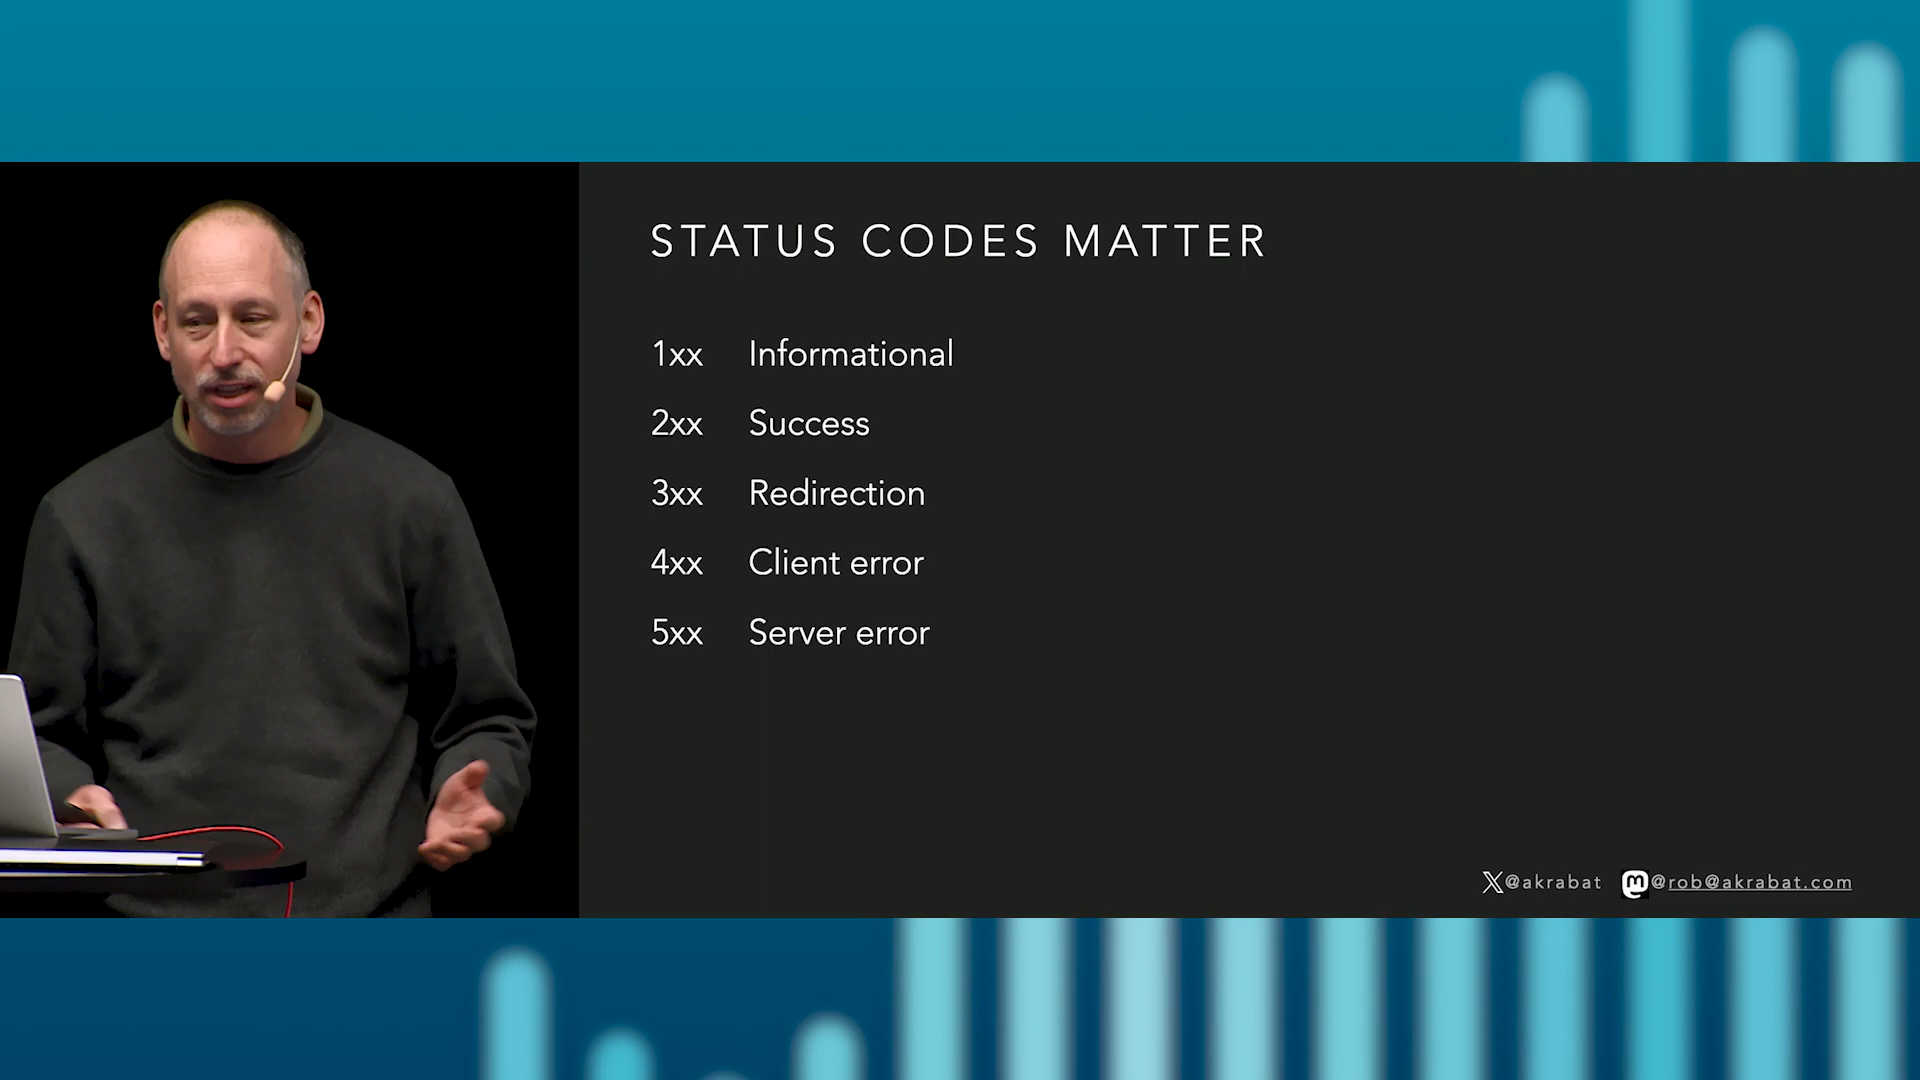 STATUS CODES MATTER
1xx Informational
2xx Success
3xx Redirection
4xx Client error
5xx Server error
@akrabat @rob@akrabat.com